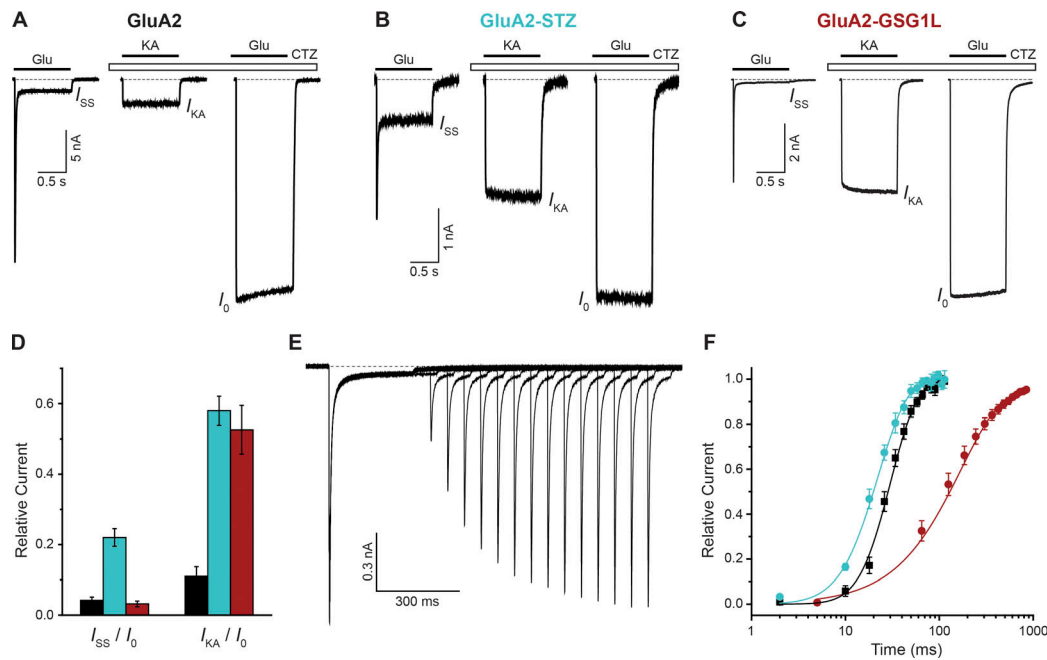 A GluA2
B GluA2-STZ
C GluA2-GSG1L
Glu
KA
Glu CTZ
I_SS
I_KA
I_0
5 nA
0.5 s
Glu
KA
Glu CTZ
I_SS
I_KA
I_0
1 nA
0.5 s
Glu
KA
Glu CTZ
I_SS
I_KA
I_0
2 nA
0.5 s
D
Relative Current
0.6
0.4
0.2
0.0
I_SS / I_0
I_KA / I_0
E
0.3 nA
300 ms
F
Relative Current
1.0
0.8
0.6
0.4
0.2
0.0
1 10 100 1000
Time (ms)